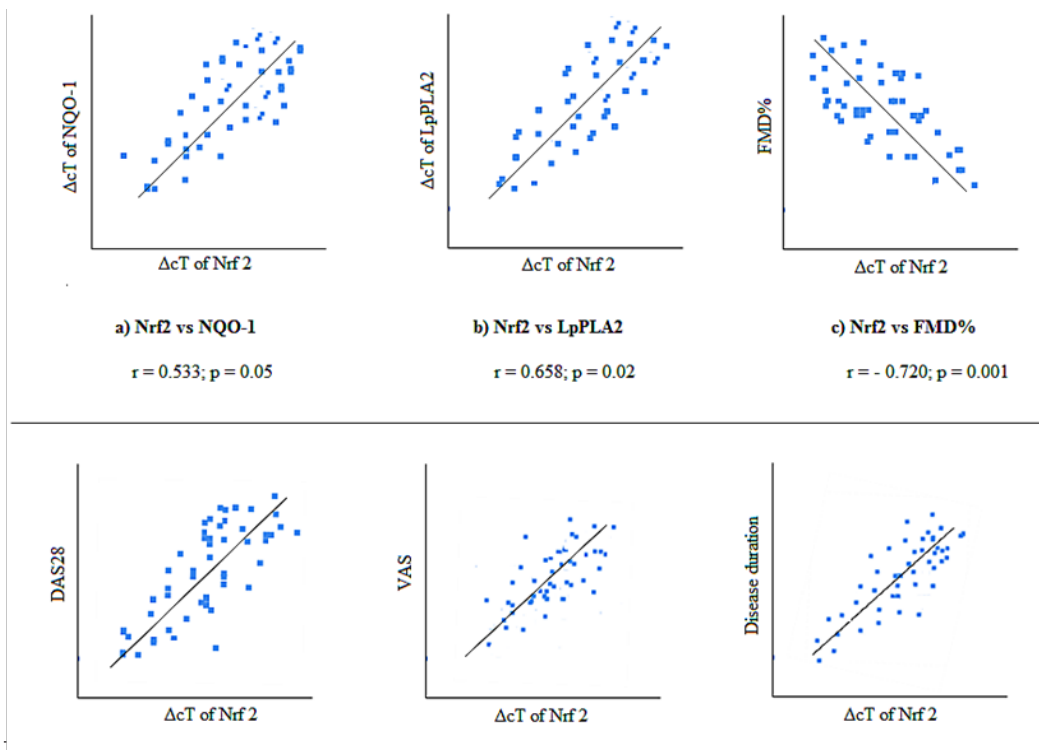 ΔcT of NQO-1
ΔcT of Nrf 2
ΔcT of LpPLA2
ΔcT of Nrf 2
FMD%
ΔcT of Nrf 2
a) Nrf2 vs NQO-1
b) Nrf2 vs LpPLA2
c) Nrf2 vs FMD%
r = 0.533; p = 0.05
r = 0.658; p = 0.02
r = - 0.720; p = 0.001
DAS28
ΔcT of Nrf 2
VAS
ΔcT of Nrf 2
Disease duration
ΔcT of Nrf 2